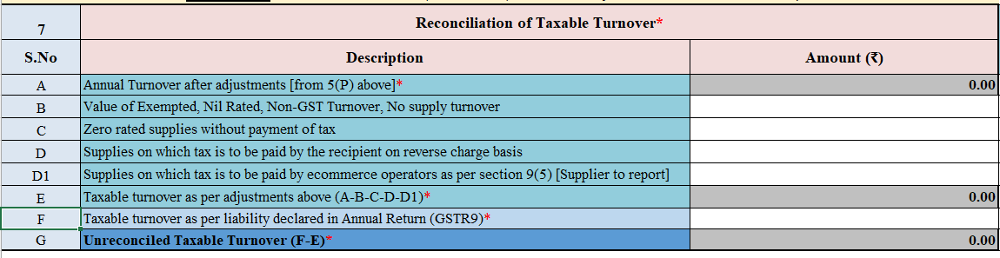 7 Reconciliation of Taxable Turnover*
S.No Description Amount (₹)
A Annual Turnover after adjustments [from 5(P) above]* 0.00
B Value of Exempted, Nil Rated, Non-GST Turnover, No supply turnover
C Zero rated supplies without payment of tax
D Supplies on which tax is to be paid by the recipient on reverse charge basis
D1 Supplies on which tax is to be paid by ecommerce operators as per section 9(5) [Supplier to report]
E Taxable turnover as per adjustments above (A-B-C-D-D1)* 0.00
F Taxable turnover as per liability declared in Annual Return (GSTR9)*
G Unreconciled Taxable Turnover (F-E)* 0.00